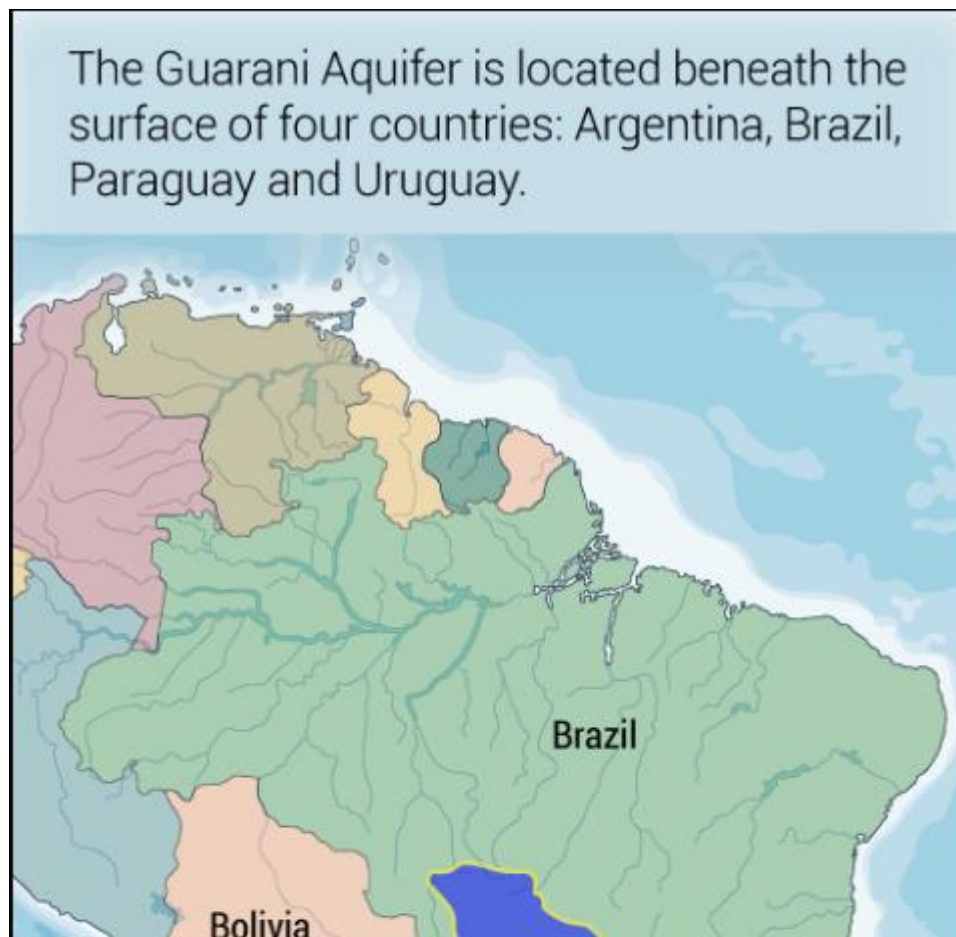 The Guarani Aquifer is located beneath the
surface of four countries: Argentina, Brazil,
Paraguay and Uruguay.
Brazil
Bolivia